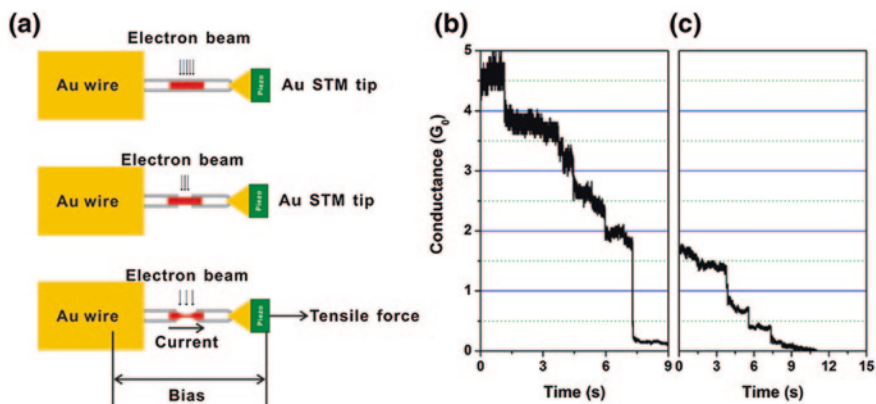 (a)
Electron beam
Au wire
Piezo
Au STM tip
Electron beam
Au wire
Piezo
Au STM tip
Electron beam
Au wire
Piezo
Tensile force
Current
Bias
(b)
Conductance (G0)
5
4
3
2
1
0
0 3 6 9
Time (s)
(c)
0 3 6 9 12 15
Time (s)